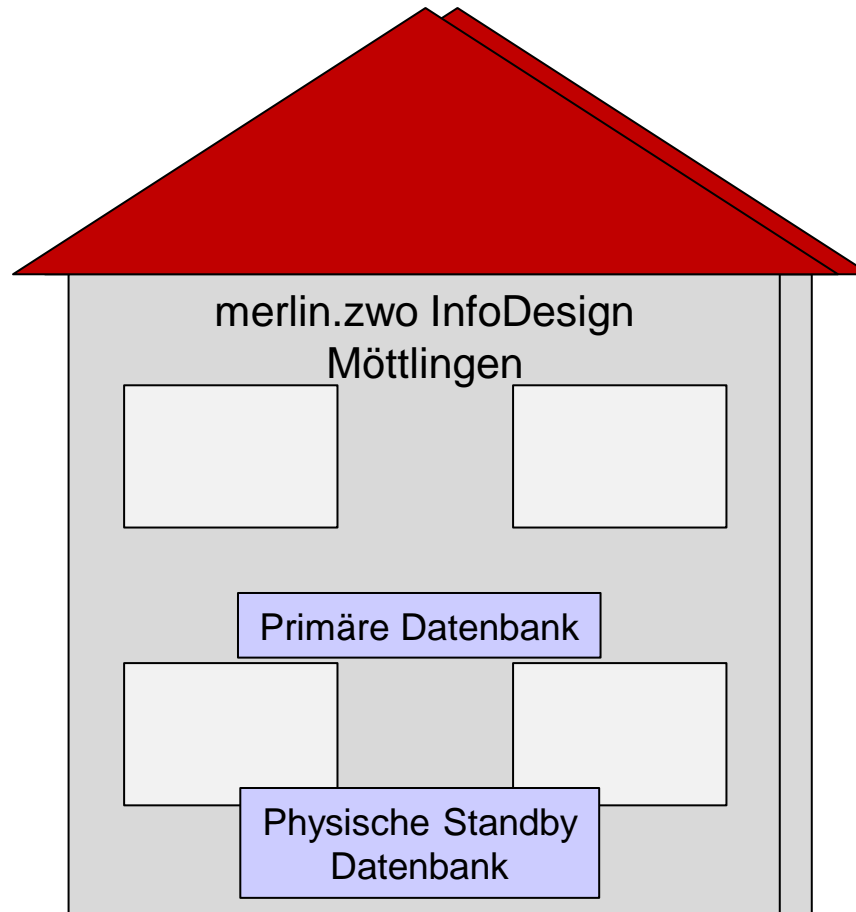 merlin.zwo InfoDesign
Möttlingen
Primäre Datenbank
Physische Standby
Datenbank